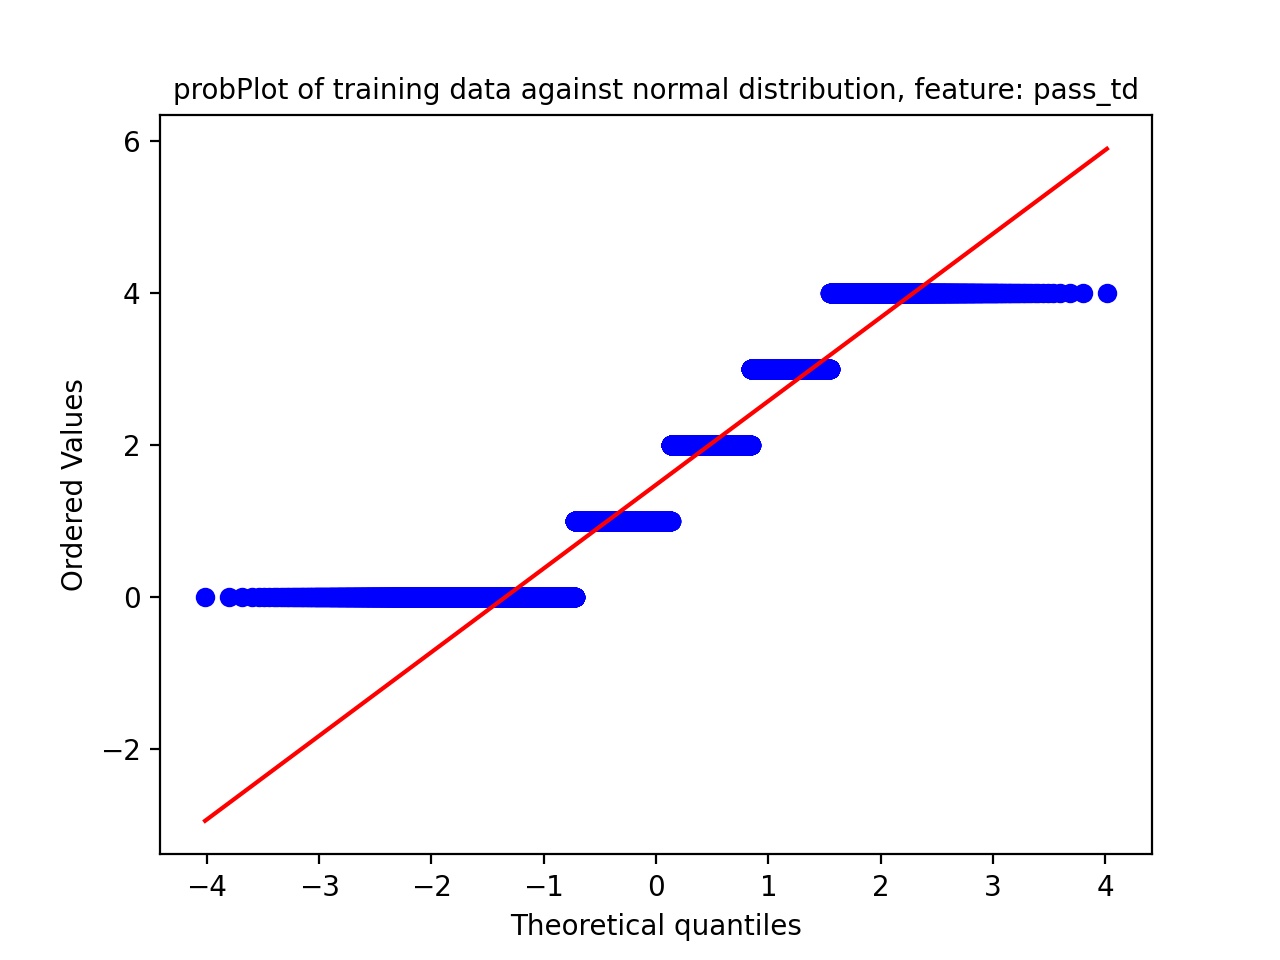 probPlot of training data against normal distribution, feature: pass_td
6
4
2
0
−2
Ordered Values
−4 −3 −2 −1 0 1 2 3 4
Theoretical quantiles